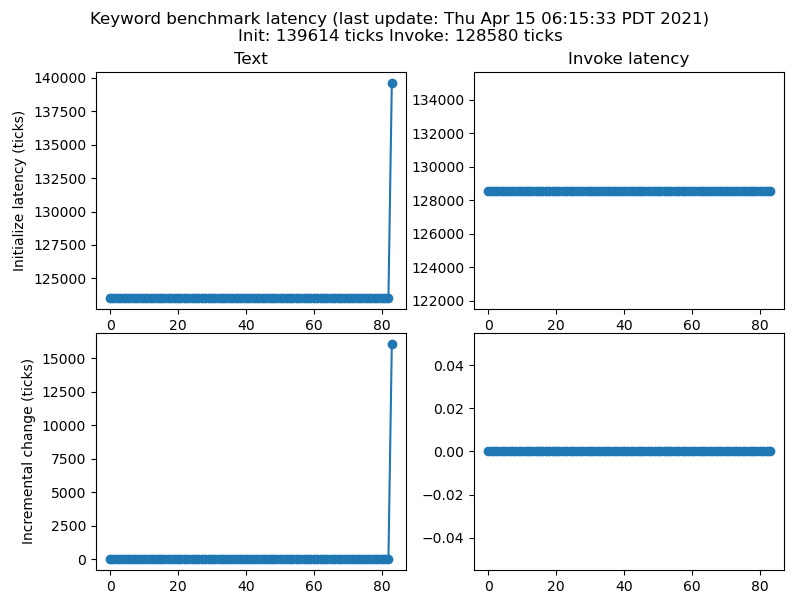 Keyword benchmark latency (last update: Thu Apr 15 06:15:33 PDT 2021)
Init: 139614 ticks Invoke: 128580 ticks
Text
Invoke latency
Initialize latency (ticks)
140000
137500
135000
132500
130000
127500
125000
0 20 40 60 80
134000
132000
130000
128000
126000
124000
122000
0 20 40 60 80
Incremental change (ticks)
15000
12500
10000
7500
5000
2500
0
0 20 40 60 80
0.04
0.02
0.00
−0.02
−0.04
0 20 40 60 80